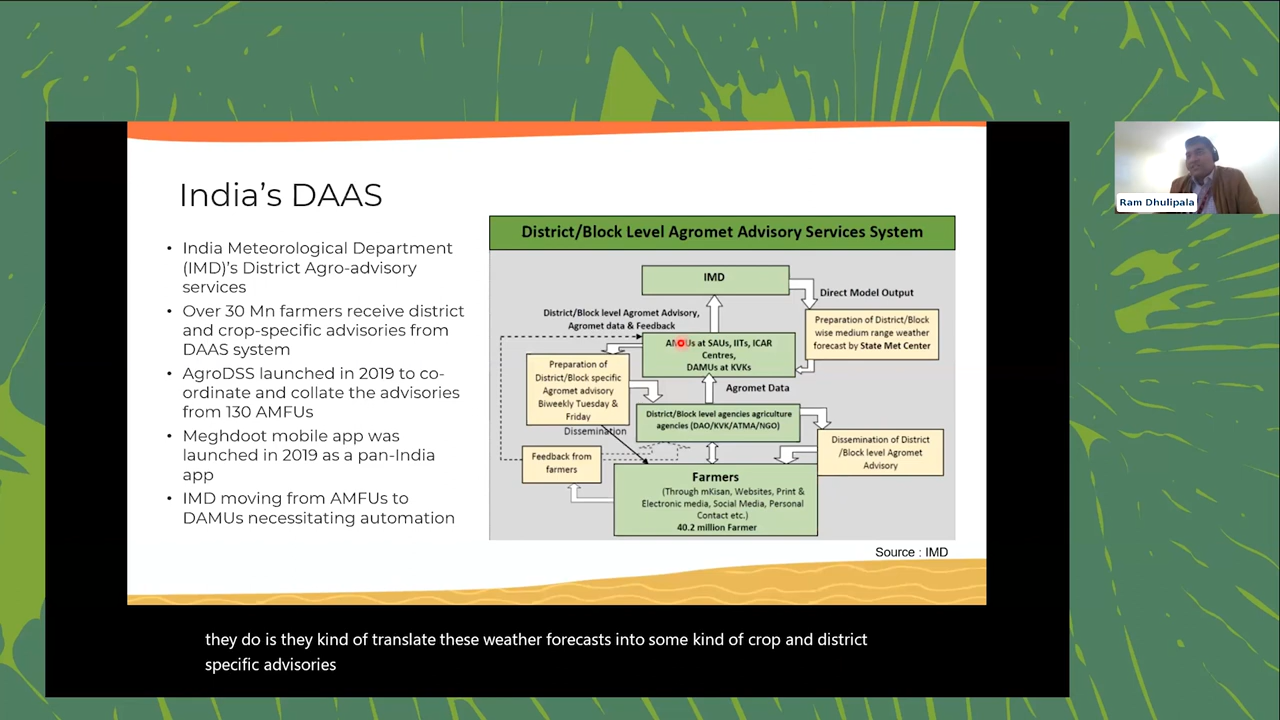 India's DAAS
• India Meteorological Department
(IMD)'s District Agro-advisory
services
• Over 30 Mn farmers receive district
and crop-specific advisories from
DAAS system
• AgroDSS launched in 2019 to co-
ordinate and collate the advisories
from 130 AMFUs
• Meghdoot mobile app was
launched in 2019 as a pan-India
app
• IMD moving from AMFUs to
DAMUs necessitating automation
District/Block Level Agromet Advisory Services System
IMD
Direct Model Output
District/Block level Agromet Advisory,
Agromet data & Feedback
Preparation of District/Block
wise medium range weather
forecast by State Met Center
at SAUs, IITs, ICAR
Centres,
DAMUs at KVKs
Preparation of
District/Block specific
Agromet advisory
Biweekly Tuesday &
Friday
Agromet Data
District/Block level agencies agriculture
agencies (DAO/KVK/ATMA/NGO)
Dissemination
Dissemination of District
/Block level Agromet
Advisory
Feedback from
farmers
Farmers
(Through mKisan, Websites, Print &
Electronic media, Social Media, Personal
Contact etc.)
40.2 million Farmer
Source : IMD
Ram Dhulipala
they do is they kind of translate these weather forecasts into some kind of crop and district
specific advisories